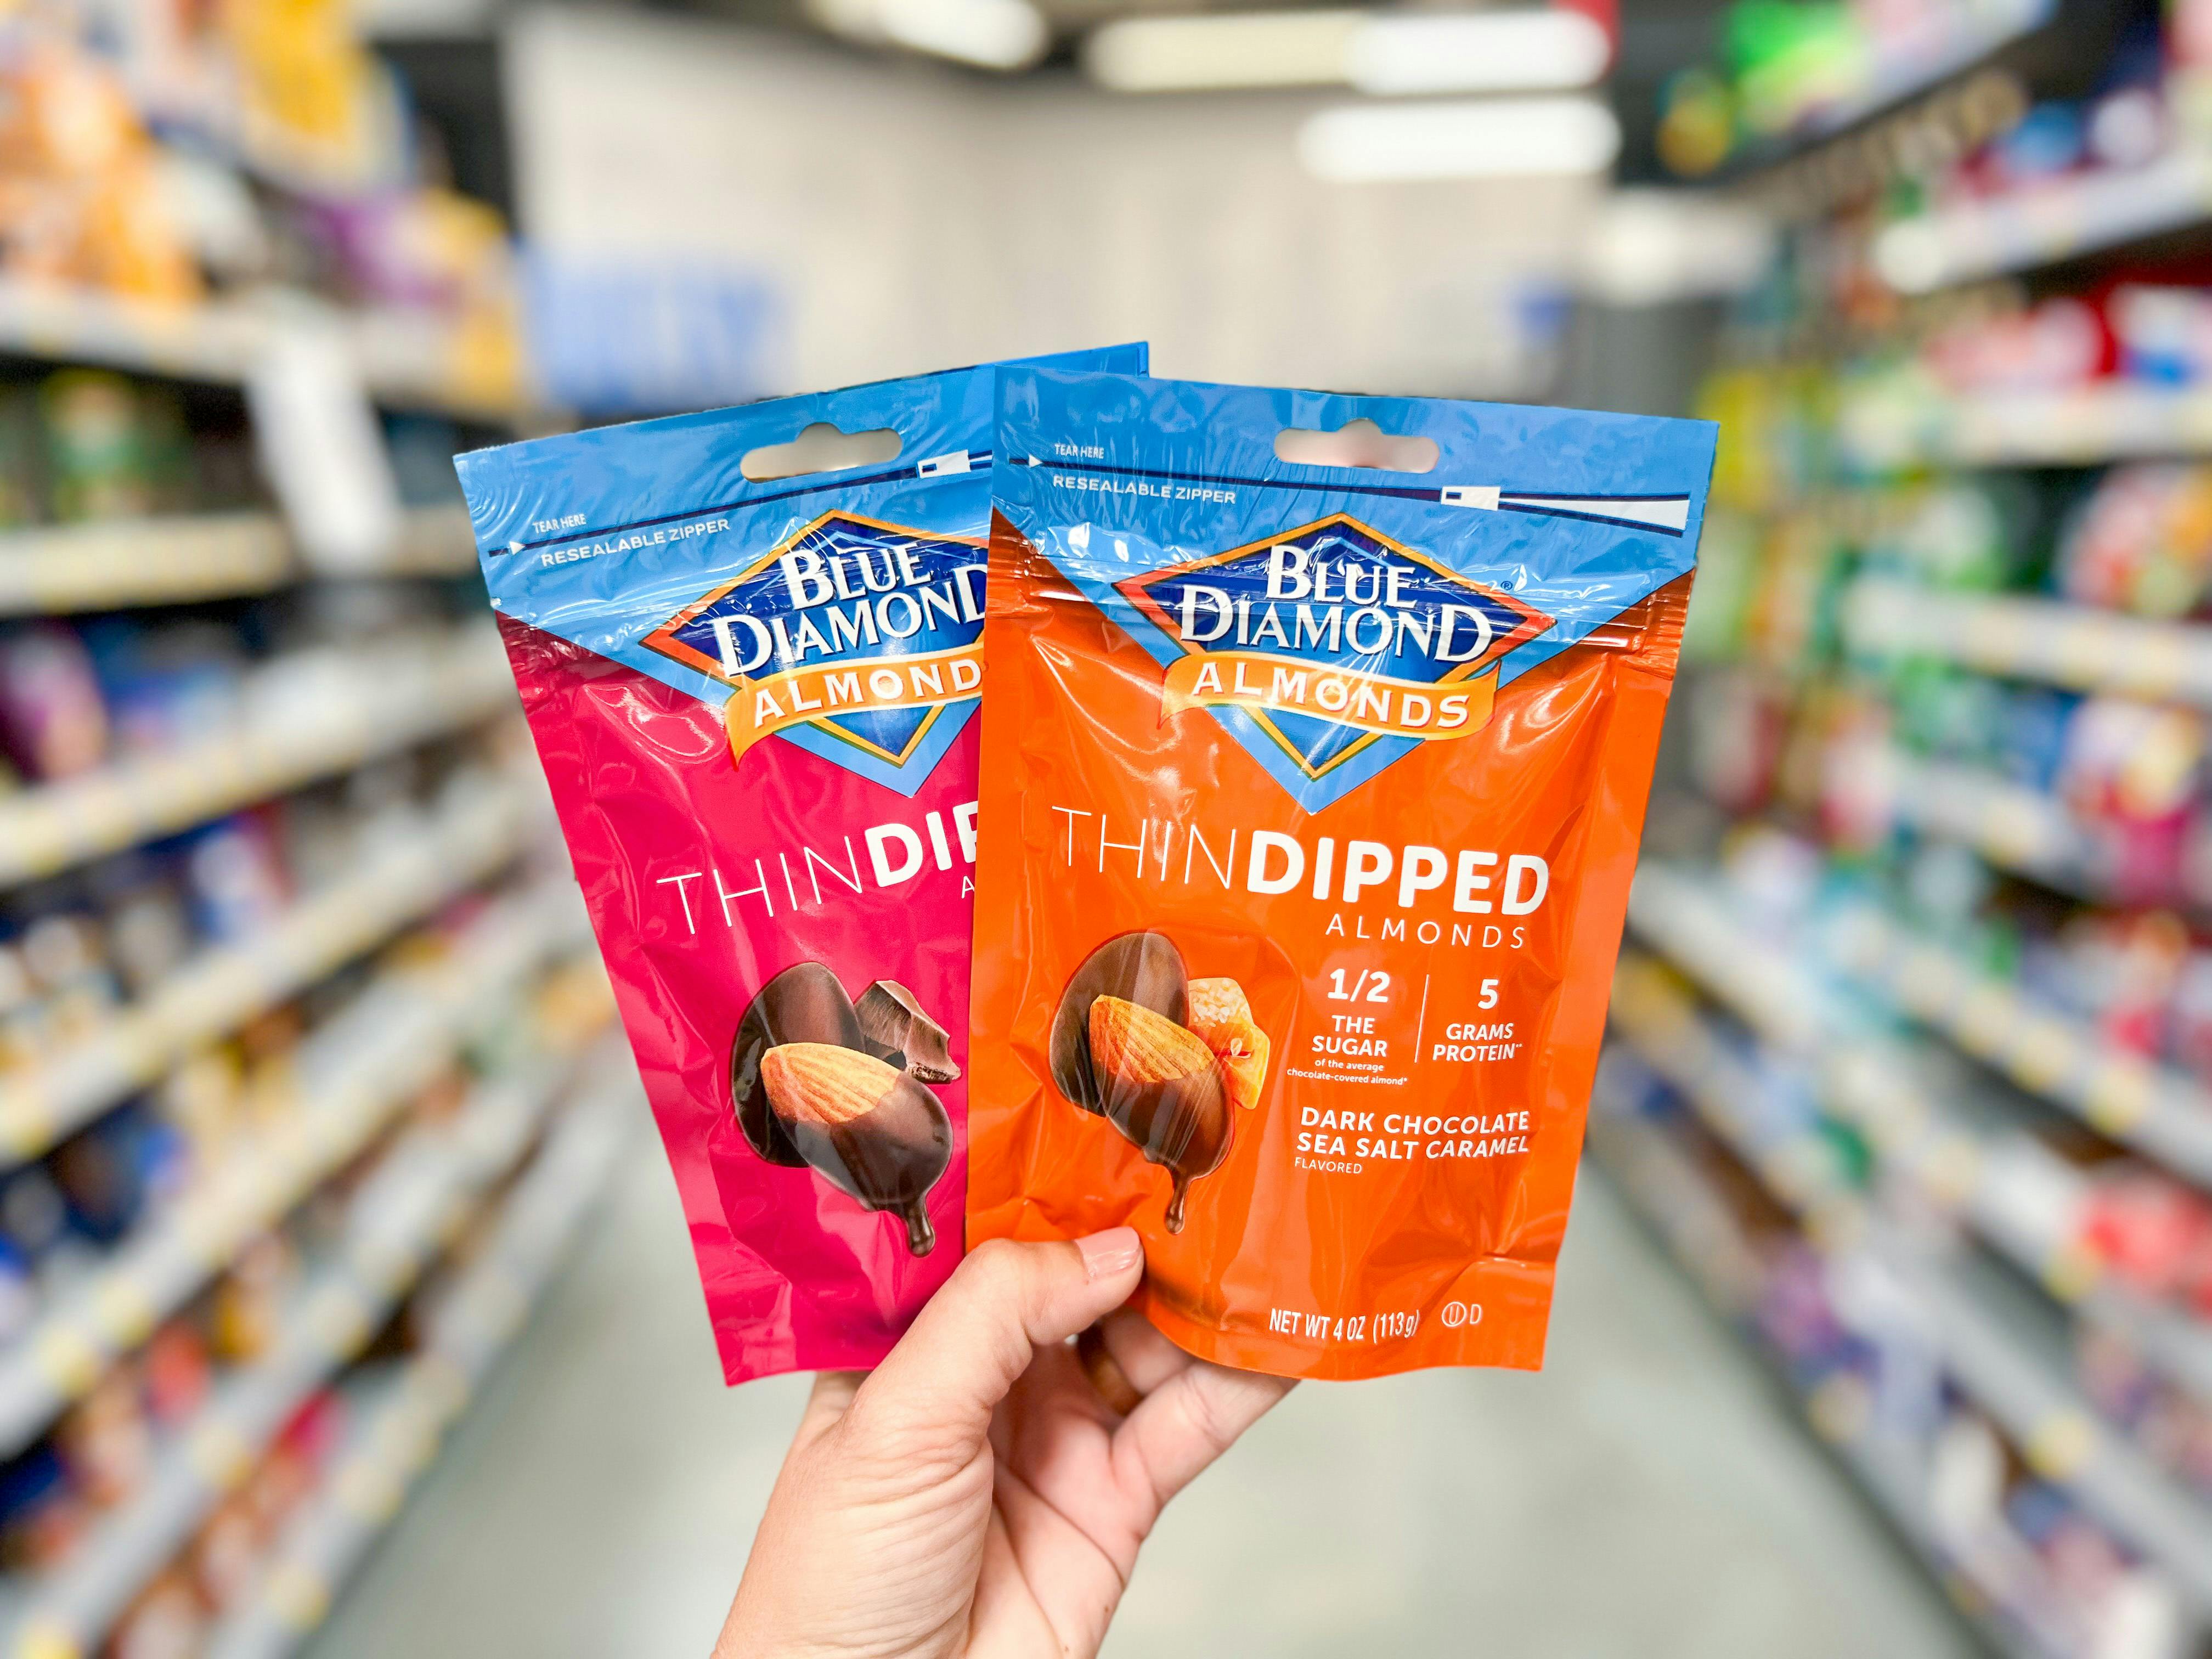 TEAR HERE
RESEALABLE ZIPPER
BLUE
DIAMOND
ALMOND
THINDIP
A
TEAR HERE
RESEALABLE ZIPPER
BLUE
DIAMOND®
ALMONDS
THINDIPPED
ALMONDS
1/2
THE
SUGAR
of the average
chocolate-covered almond*
5
GRAMS
PROTEIN**
DARK CHOCOLATE
SEA SALT CARAMEL
FLAVORED
NET WT 4 OZ (113g) Ⓤ D